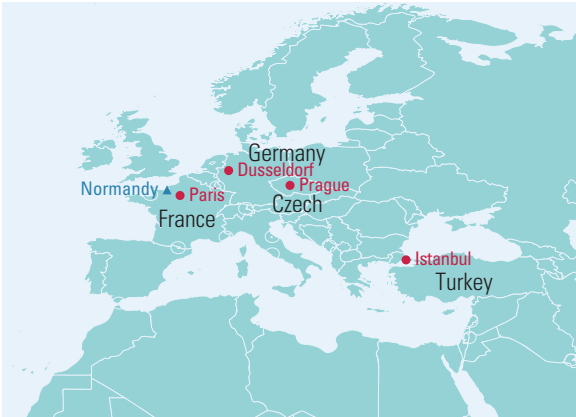 Germany
Dusseldorf
Normandy
Paris
Prague
Czech
France
Istanbul
Turkey